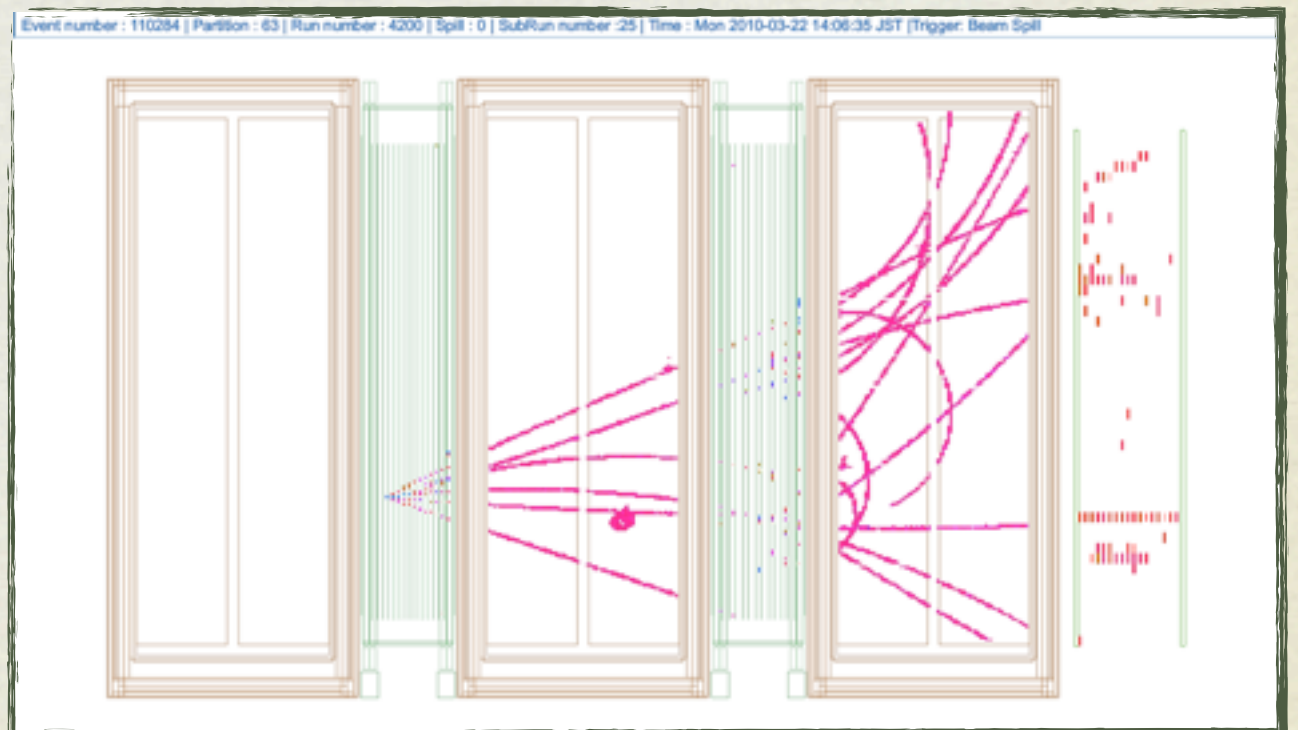 Event number : 110284 | Partition : 63 | Run number : 4200 | Spill : 0 | SubRun number :25 | Time : Mon 2010-03-22 14:06:35 JST |Trigger: Beam Spill